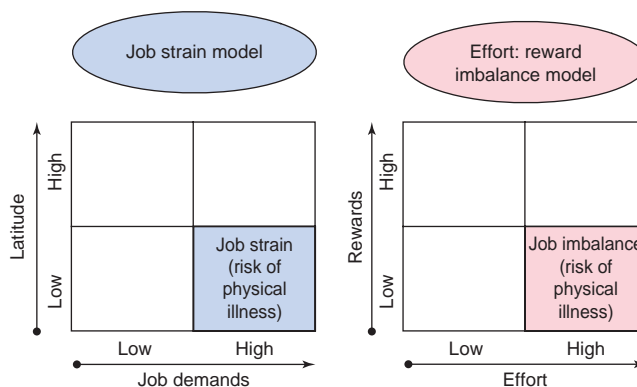 Job strain model
Latitude
High
Low
Job strain
(risk of
physical
illness)
Low
High
Job demands
Effort: reward
imbalance model
Rewards
High
Low
Job imbalance
(risk of
physical
illness)
Low
High
Effort